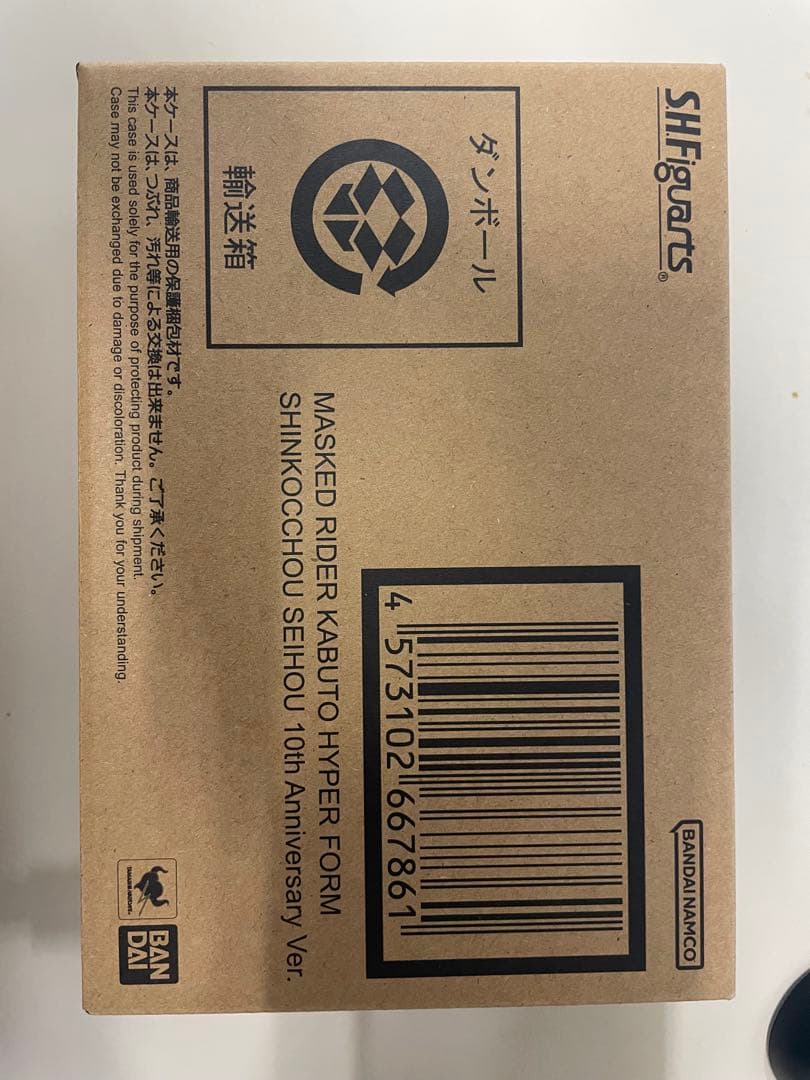 S.H.Figuarts®
ダンボール
輸送箱
MASKED RIDER KABUTO HYPER FORM
SHINKOCCHOU SEIHOU 10th Anniversary Ver.
4 573102 667861
BANDAI NAMCO
本ケースは、商品輸送用の保護梱包材です。
本ケースは、つぶれ、汚れ等による交換は出来ません。ご了承ください。
This case is used solely for the purpose of protecting product during shipment.
Case may not be exchanged due to damage or discoloration. Thank you for your understanding.
TAMASHII NATIONS
BAN
DAI